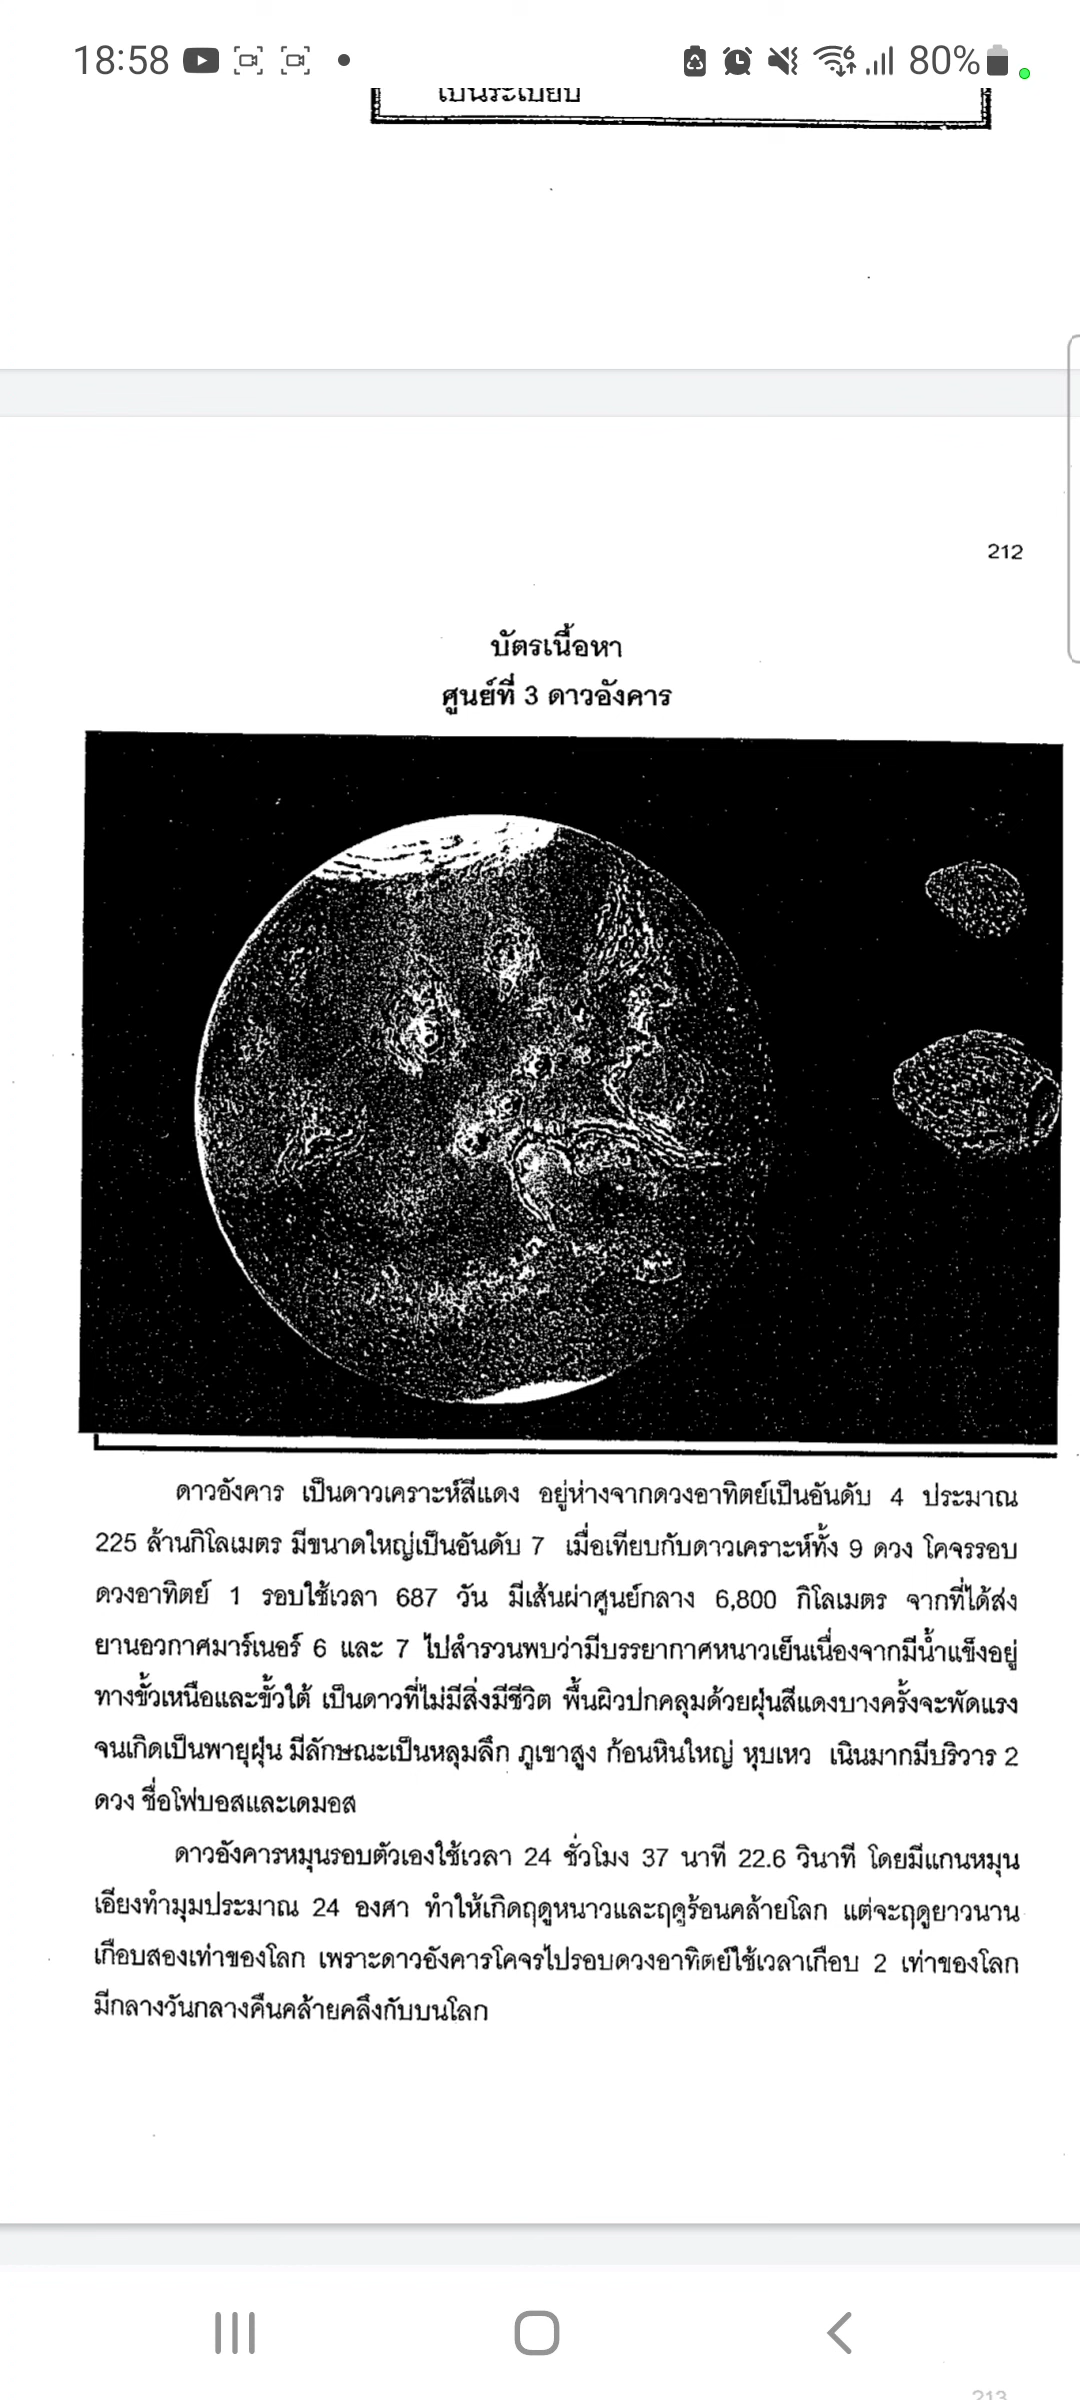 18:58
80%
เป็นระเบียบ
212
บัตรเนื้อหา
ศูนย์ที่ 3 ดาวอังคาร
ดาวอังคาร เป็นดาวเคราะห์สีแดง อยู่ห่างจากดวงอาทิตย์เป็นอันดับ 4 ประมาณ
225 ล้านกิโลเมตร มีขนาดใหญ่เป็นอันดับ 7 เมื่อเทียบกับดาวเคราะห์ทั้ง 9 ดวง โคจรรอบ
ดวงอาทิตย์ 1 รอบใช้เวลา 687 วัน มีเส้นผ่าศูนย์กลาง 6,800 กิโลเมตร จากที่ได้ส่ง
ยานอวกาศมาร์เนอร์ 6 และ 7 ไปสำรวนพบว่ามีบรรยากาศหนาวเย็นเนื่องจากมีน้ำแข็งอยู่
ทางขั้วเหนือและขั้วใต้ เป็นดาวที่ไม่มีสิ่งมีชีวิต พื้นผิวปกคลุมด้วยฝุ่นสีแดงบางครั้งจะพัดแรง
จนเกิดเป็นพายุฝุ่น มีลักษณะเป็นหลุมลึก ภูเขาสูง ก้อนหินใหญ่ หุบเหว เนินมากมีบริวาร 2
ดวง ชื่อโฟบอสและเดมอส
ดาวอังคารหมุนรอบตัวเองใช้เวลา 24 ชั่วโมง 37 นาที 22.6 วินาที โดยมีแกนหมุน
เอียงทำมุมประมาณ 24 องศา ทำให้เกิดฤดูหนาวและฤดูร้อนคล้ายโลก แต่จะฤดูยาวนาน
เกือบสองเท่าของโลก เพราะดาวอังคารโคจรไปรอบดวงอาทิตย์ใช้เวลาเกือบ 2 เท่าของโลก
มีกลางวันกลางคืนคล้ายคลึงกับบนโลก
213